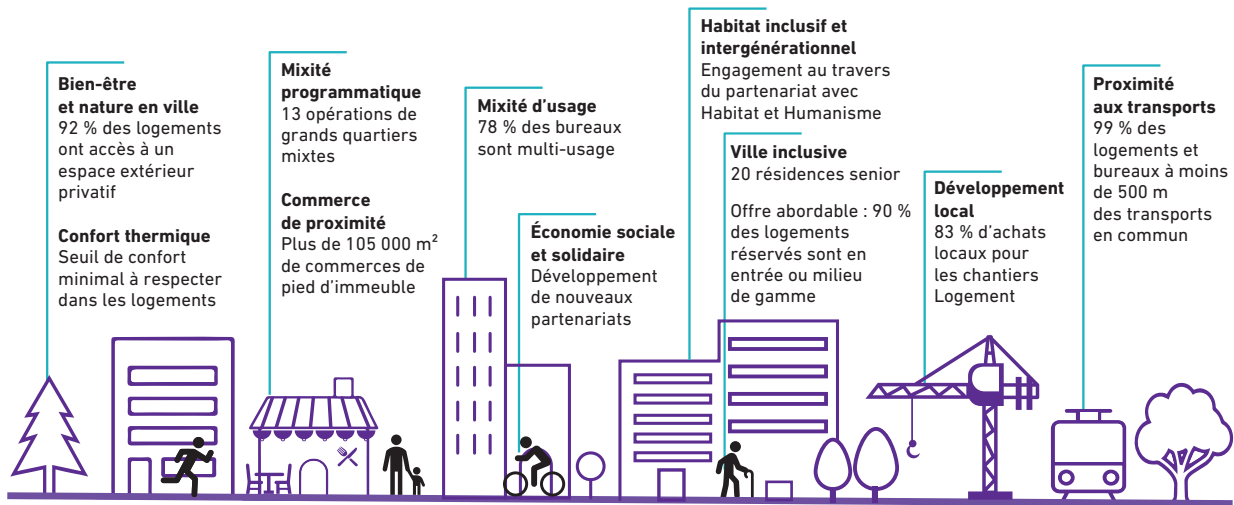 Bien-être
et nature en ville
92 % des logements
ont accès à un
espace extérieur
privatif
Confort thermique
Seuil de confort
minimal à respecter
dans les logements
Mixité
programmatique
13 opérations de
grands quartiers
mixtes
Commerce
de proximité
Plus de 105 000 m²
de commerces de
pied d’immeuble
Mixité d’usage
78 % des bureaux
sont multi-usage
Économie sociale
et solidaire
Développement
de nouveaux
partenariats
Habitat inclusif et
intergénérationnel
Engagement au travers
du partenariat avec
Habitat et Humanisme
Ville inclusive
20 résidences senior
Offre abordable : 90 %
des logements
réservés sont en
entrée ou milieu
de gamme
Développement
local
83 % d’achats
locaux pour
les chantiers
Logement
Proximité
aux transports
99 % des
logements et
bureaux à moins
de 500 m
des transports
en commun